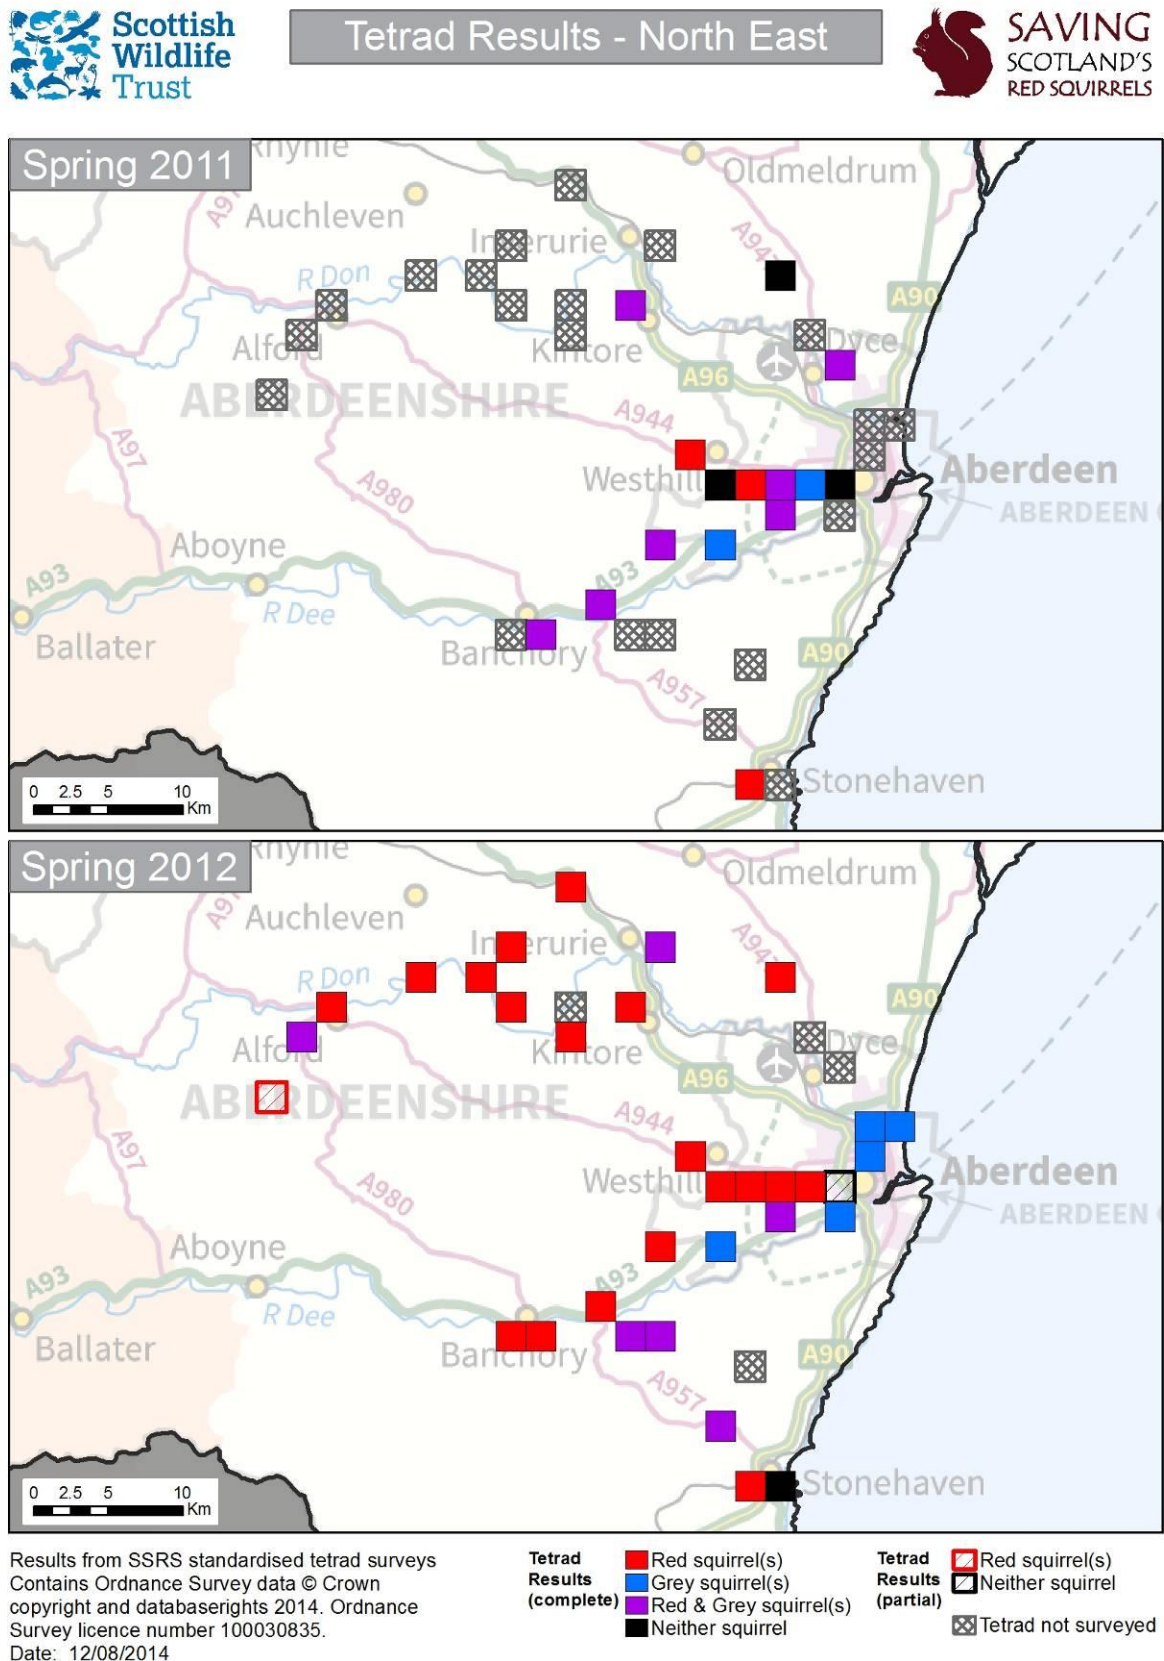 Scottish
Wildlife
Trust
Tetrad Results - North East
SAVING
SCOTLAND'S
RED SQUIRRELS
Spring 2011
Oldmeldrum
Auchleven
A947
R Don
A90
Alford
Kintore
Dyce
A96
ABERDEENSHIRE
A944
A97
Westhill
Aberdeen
A980
ABERDEEN
Aboyne
A93
A93
R Dee
Ballater
Banchory
A90
A957
Stonehaven
0 2.5 5 10
Km
Spring 2012
Oldmeldrum
Auchleven
A947
R Don
A90
Alford
Kintore
Dyce
A96
ABERDEENSHIRE
A944
A97
Westhill
Aberdeen
A980
ABERDEEN
Aboyne
A93
A93
R Dee
Ballater
Banchory
A90
A957
Stonehaven
0 2.5 5 10
Km
Results from SSRS standardised tetrad surveys
Contains Ordnance Survey data © Crown
copyright and databaserights 2014. Ordnance
Survey licence number 100030835.
Date: 12/08/2014
Tetrad
Results
(complete)
Red squirrel(s)
Grey squirrel(s)
Red & Grey squirrel(s)
Neither squirrel
Tetrad
Results
(partial)
Red squirrel(s)
Neither squirrel
Tetrad not surveyed